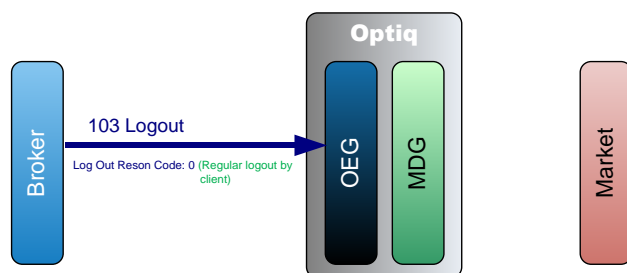 Optiq
Broker
103 Logout
Log Out Reson Code: 0 (Regular logout by
client)
OEG
MDG
Market